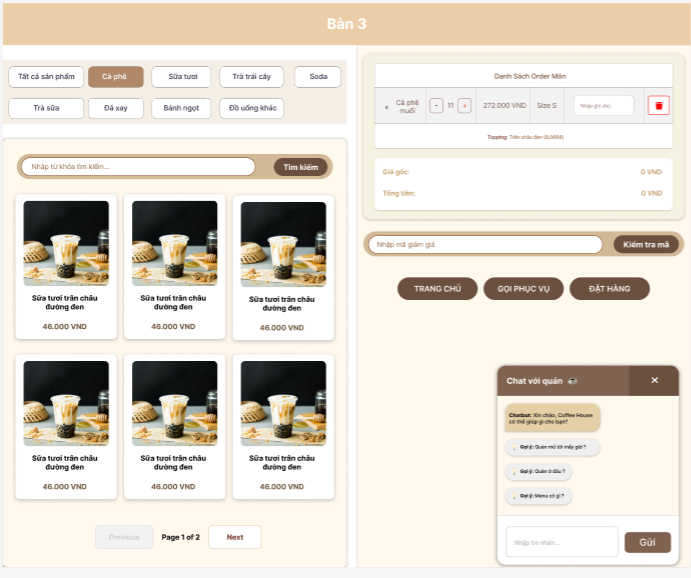 Bàn 3
Tất cả sản phẩm
Cà phê
Sữa tươi
Trà trái cây
Soda
Trà sữa
Đá xay
Bánh ngọt
Đồ uống khác
Nhập từ khóa tìm kiếm...
Tìm kiếm
Sữa tươi trân châu
đường đen
46.000 VND
Sữa tươi trân châu
đường đen
46.000 VND
Sữa tươi trân châu
đường đen
46.000 VND
Sữa tươi trân châu
đường đen
46.000 VND
Sữa tươi trân châu
đường đen
46.000 VND
Sữa tươi trân châu
đường đen
46.000 VND
Previous
Page 1 of 2
Next
Danh Sách Order Món
x
Cà phê
muối
- 11 +
272.000 VND
Size S
Nhập ghi chú
Topping: Trân châu đen (8.000đ)
Giá gốc:
0 VND
Tổng tiền:
0 VND
Nhập mã giảm giá
Kiểm tra mã
TRANG CHỦ
GỌI PHỤC VỤ
ĐẶT HÀNG
Chat với quán
✕
Chatbot: Xin chào, Coffee House
có thể giúp gì cho bạn?
Gợi ý: Quán mở tới mấy giờ ?
Gợi ý: Quán ở đâu ?
Gợi ý: Menu có gì ?
Nhập tin nhắn...
Gửi